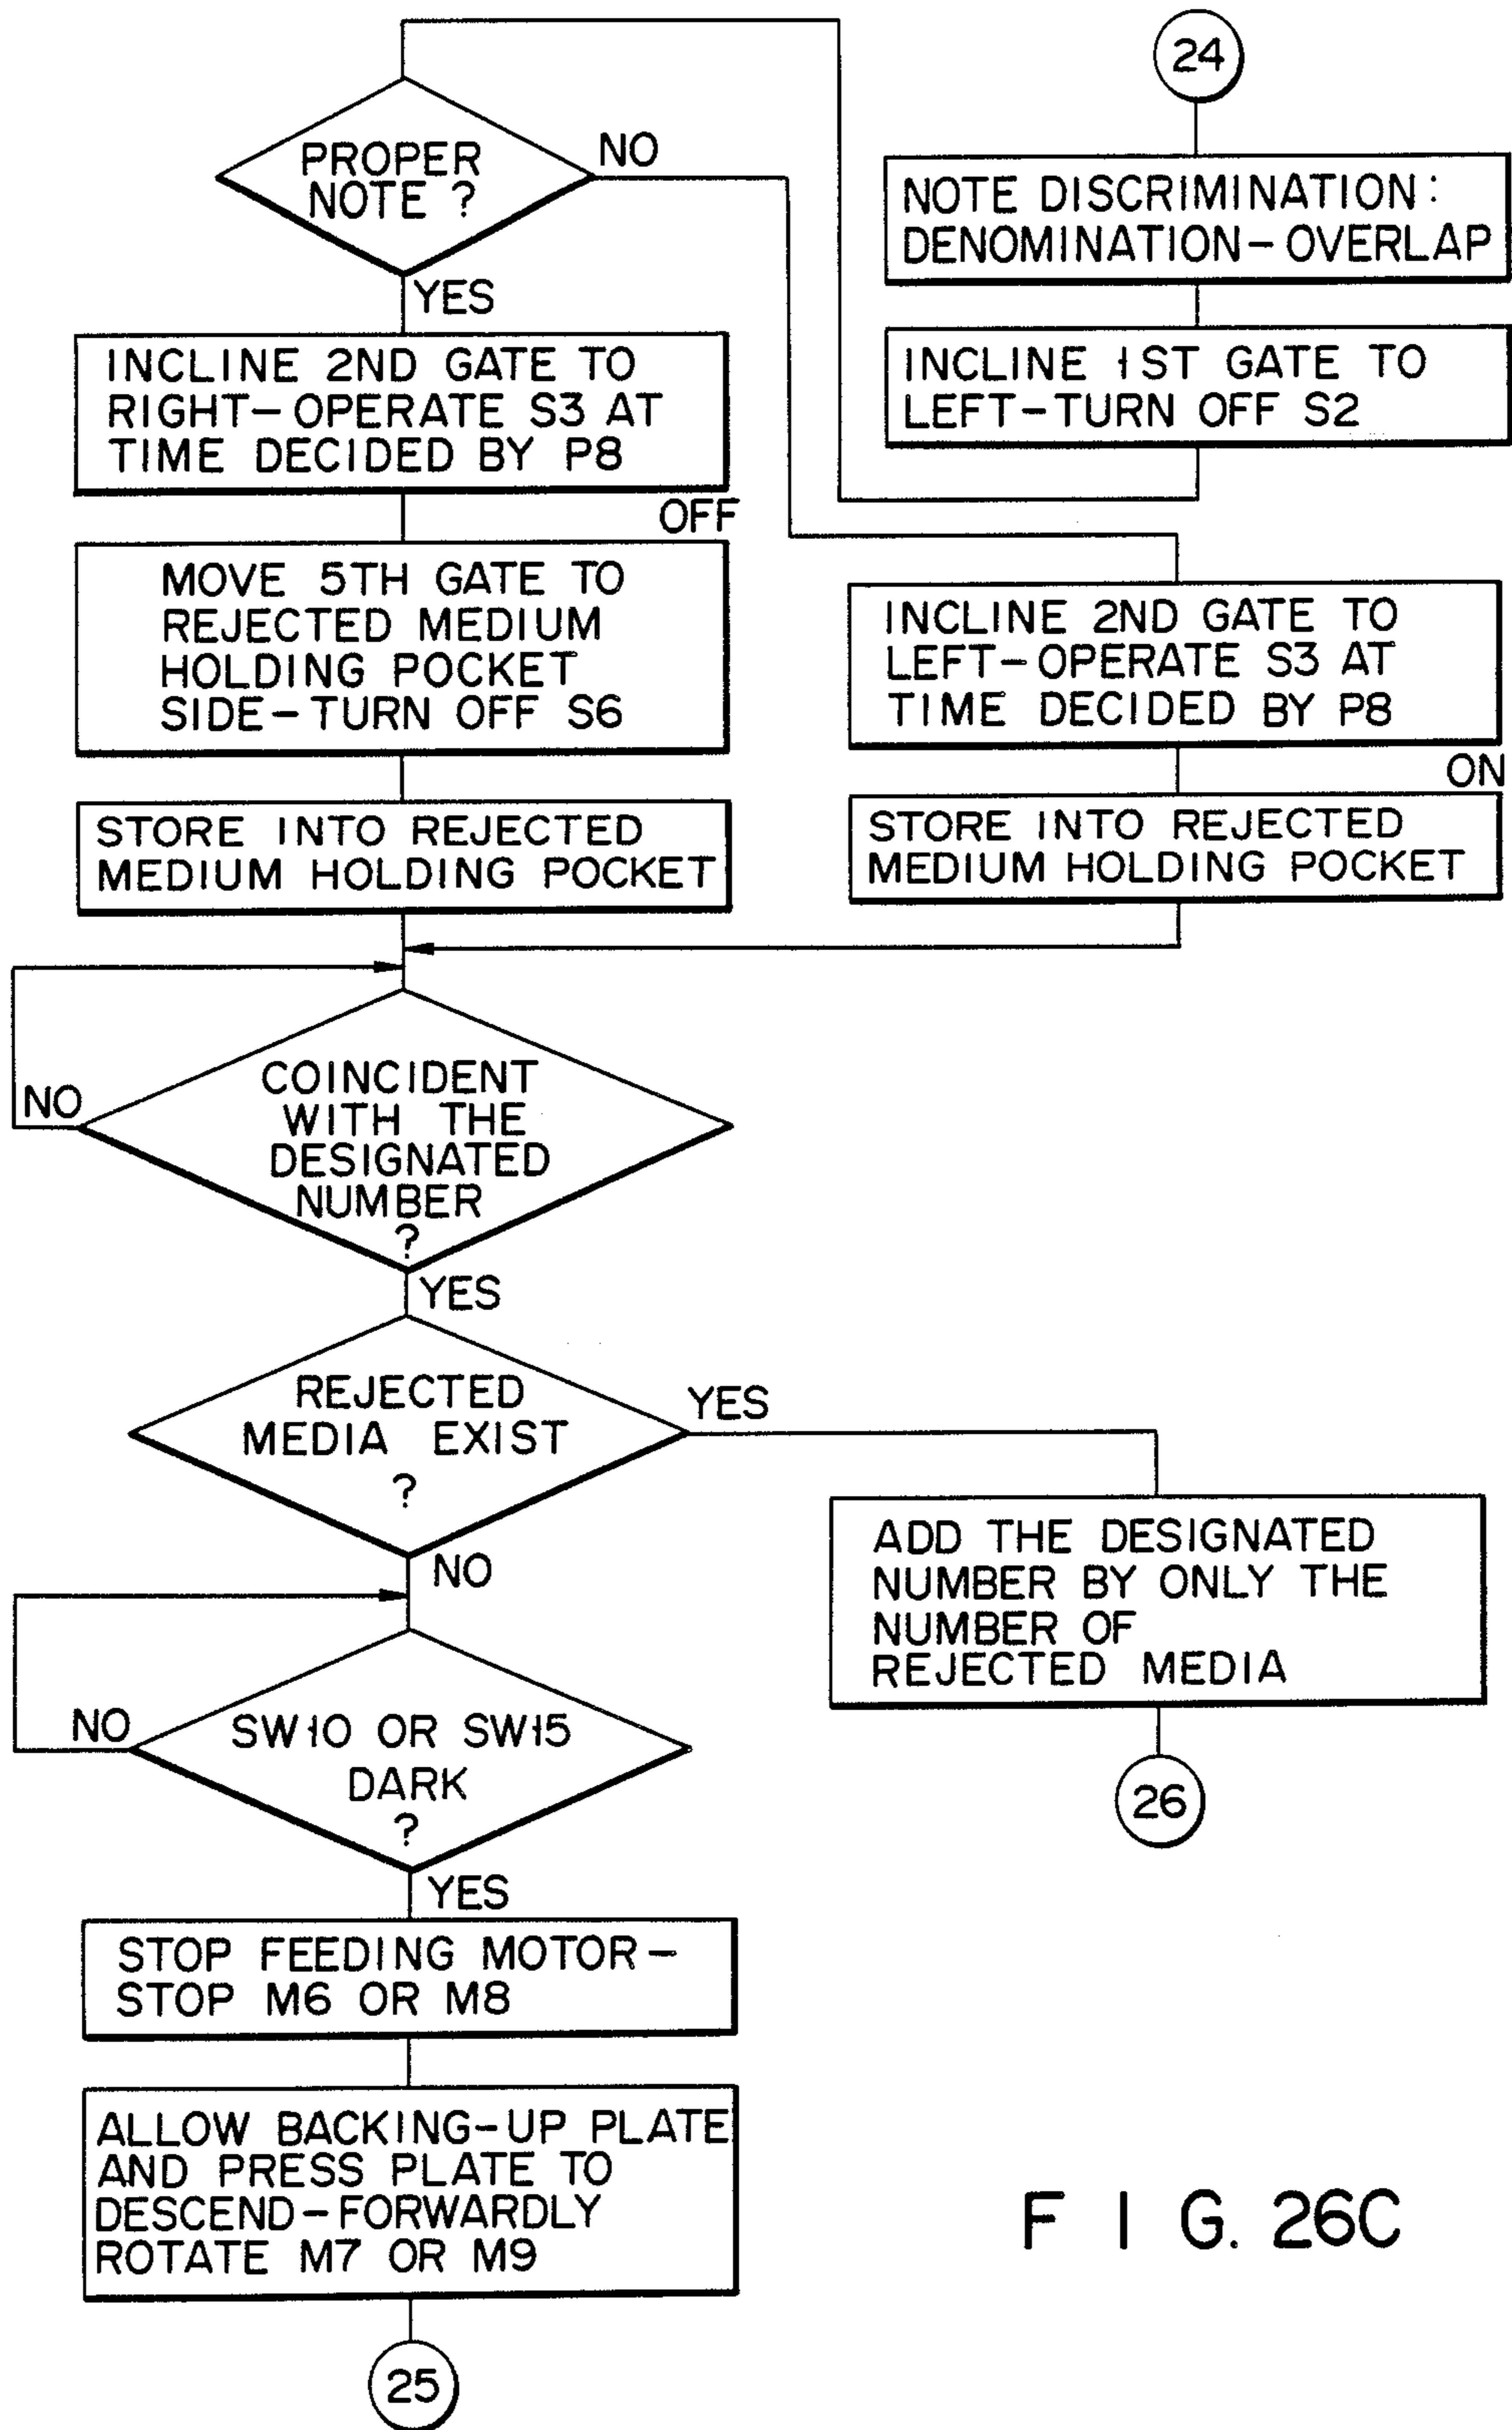 24
NOTE DISCRIMINATION:
DENOMINATION-OVERLAP
INCLINE 1ST GATE TO
LEFT-TURN OFF S2
PROPER
NOTE ?
NO
YES
INCLINE 2ND GATE TO
RIGHT-OPERATE S3 AT
TIME DECIDED BY P8
OFF
MOVE 5TH GATE TO
REJECTED MEDIUM
HOLDING POCKET
SIDE-TURN OFF S6
STORE INTO REJECTED
MEDIUM HOLDING POCKET
INCLINE 2ND GATE TO
LEFT-OPERATE S3 AT
TIME DECIDED BY P8
ON
STORE INTO REJECTED
MEDIUM HOLDING POCKET
COINCIDENT
WITH THE
DESIGNATED
NUMBER
?
NO
YES
REJECTED
MEDIA EXIST
?
YES
NO
ADD THE DESIGNATED
NUMBER BY ONLY THE
NUMBER OF
REJECTED MEDIA
26
SW10 OR SW15
DARK
?
NO
YES
STOP FEEDING MOTOR-
STOP M6 OR M8
ALLOW BACKING-UP PLATE
AND PRESS PLATE TO
DESCEND-FORWARDLY
ROTATE M7 OR M9
25
FIG. 26C